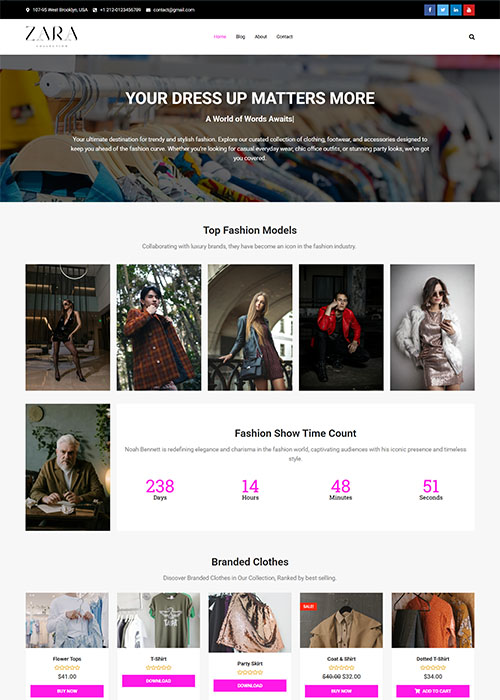 107-95 West Brooklyn, USA +1 212-0123456789 contact@gmail.com
ZARA
COLLECTION
Home Blog About Contact
YOUR DRESS UP MATTERS MORE
A World of Words Awaits|
Your ultimate destination for trendy and stylish fashion. Explore our curated collection of clothing, footwear, and accessories designed to
keep you ahead of the fashion curve. Whether you're looking for casual everyday wear, chic office outfits, or stunning party looks, we've got
you covered.
Top Fashion Models
Collaborating with luxury brands, they have become an icon in the fashion industry.
Fashion Show Time Count
Noah Bennett is redefining elegance and charisma in the fashion world, captivating audiences with his iconic presence and timeless
style.
238 14 48 51
Days Hours Minutes Seconds
Branded Clothes
Discover Branded Clothes in Our Collection, Ranked by best selling.
SALE!
Flower Tops T-Shirt Party Skirt Coat & Shirt Dotted T-Shirt
$41.00 $40.00 $32.00 $34.00
BUY NOW DOWNLOAD DOWNLOAD BUY NOW ADD TO CART